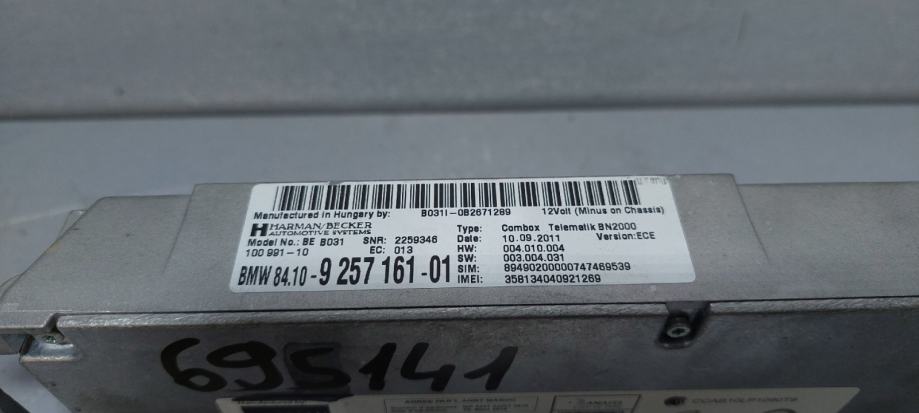 Manufactured in Hungary by: B031I-082671269 12Volt (Minus on Chassis)
HARMAN/BECKER
AUTOMOTIVE SYSTEMS
Model No.: BE B031 SNR: 2259346
100 991-10 EC: 013
BMW 84.10-9 257 161-01
Type: Combox Telematik BN2000
Date: 10.09.2011 Version:ECE
HW: 004.010.004
SW: 003.004.031
SIM: 89490200000747469539
IMEI: 358134040921269
695141